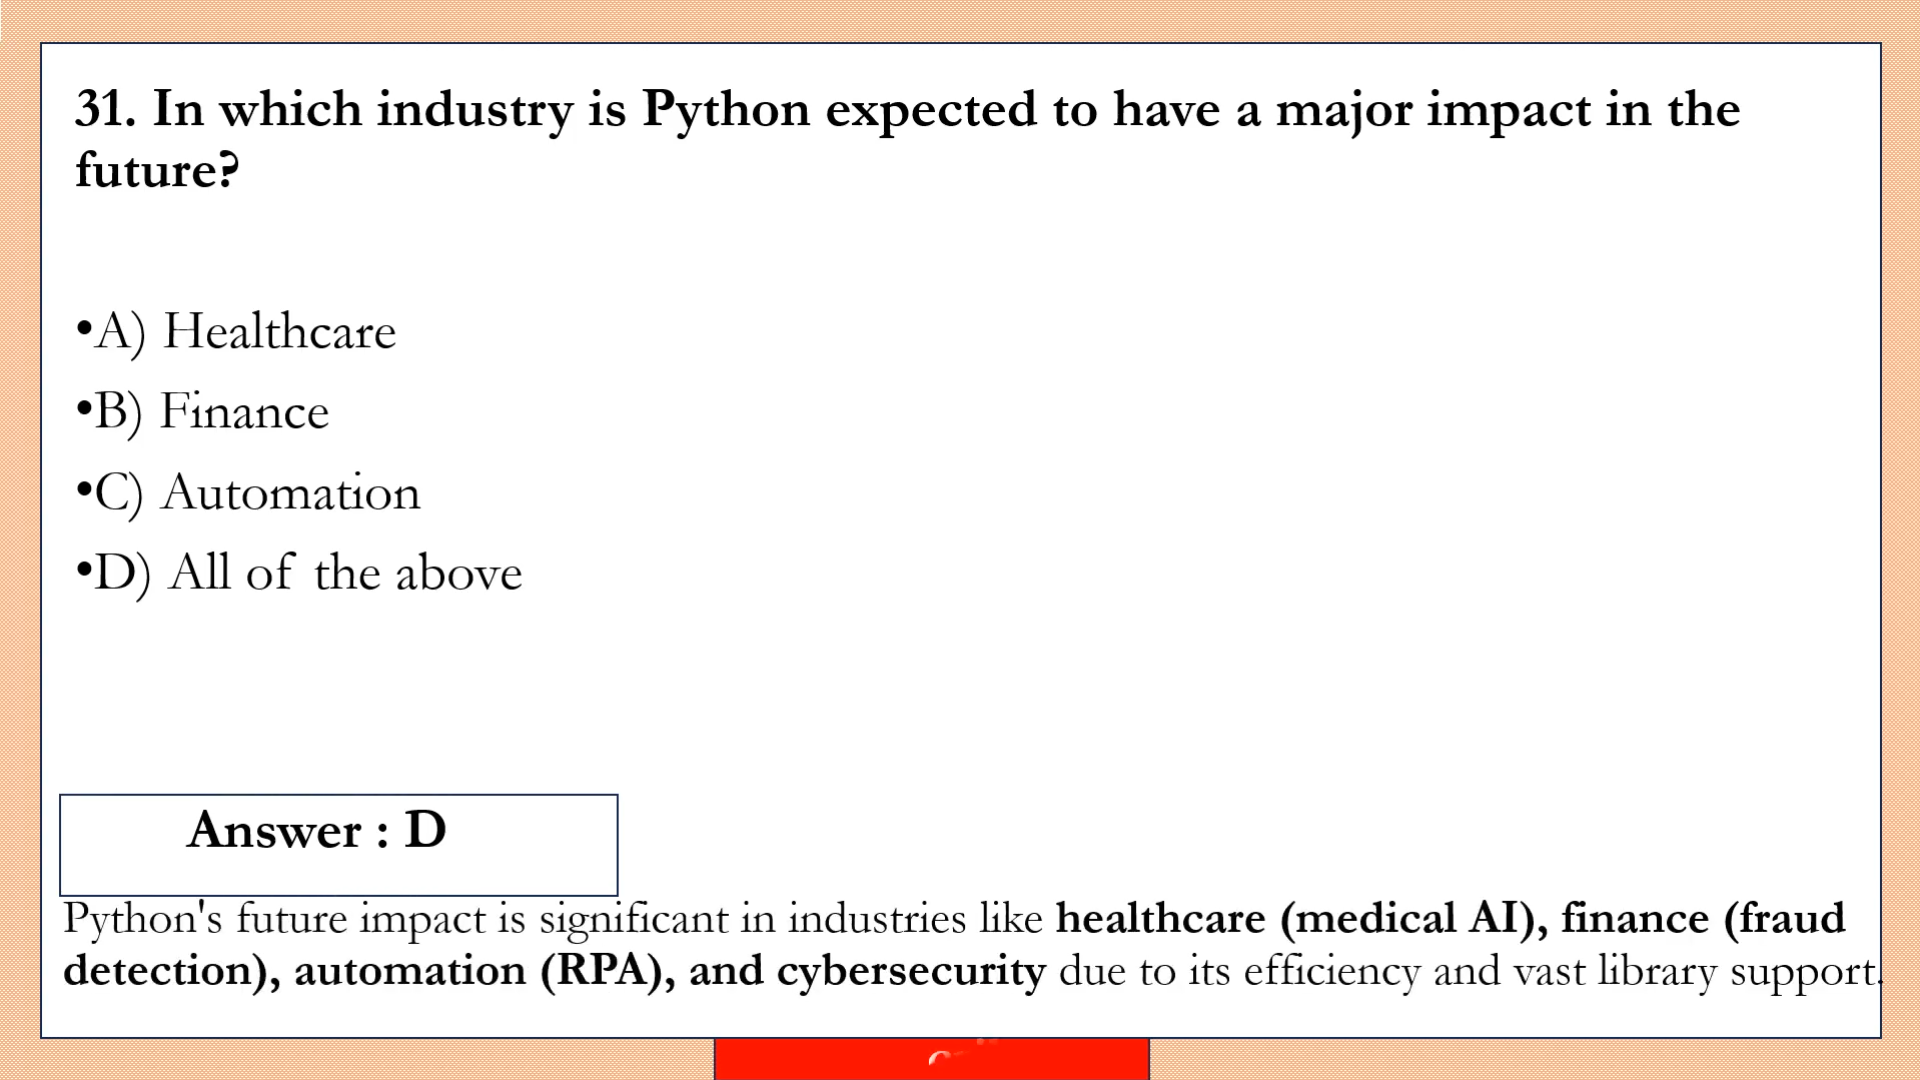 31. In which industry is Python expected to have a major impact in the
future?
•A) Healthcare
•B) Finance
•C) Automation
•D) All of the above
Answer : D
Python's future impact is significant in industries like healthcare (medical AI), finance (fraud
detection), automation (RPA), and cybersecurity due to its efficiency and vast library support.